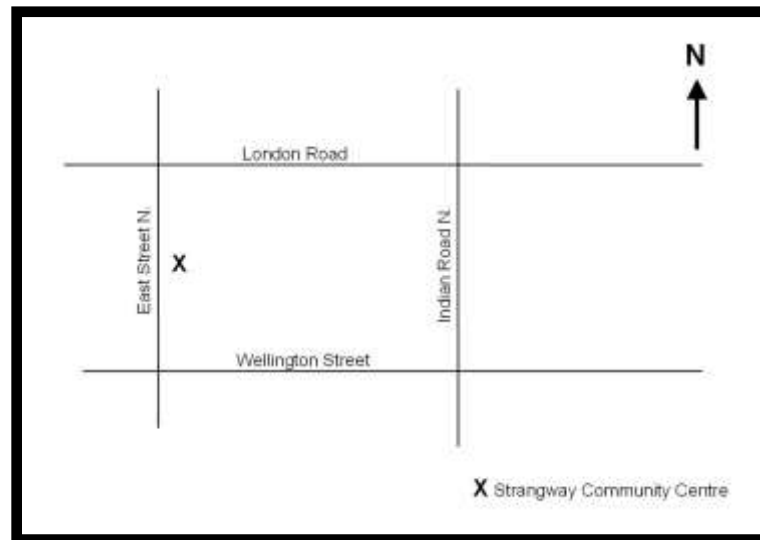 N
London Road
East Street N.
X
Indian Road N.
Wellington Street
X Strangway Community Centre